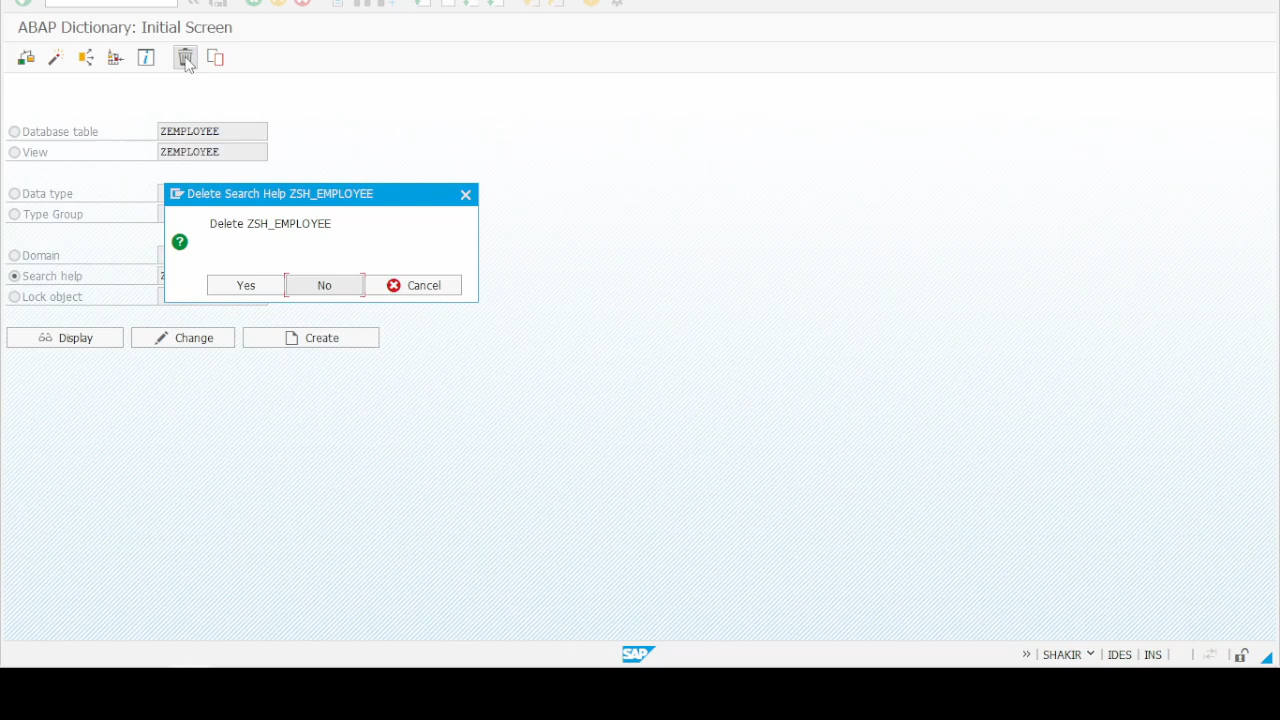 ABAP Dictionary: Initial Screen
Database table ZEMPLOYEE
View ZEMPLOYEE
Data type
Type Group
Domain
Search help
Lock object
Delete Search Help ZSH_EMPLOYEE
Delete ZSH_EMPLOYEE
Yes No Cancel
Display Change Create
SAP
SHAKIR IDES INS